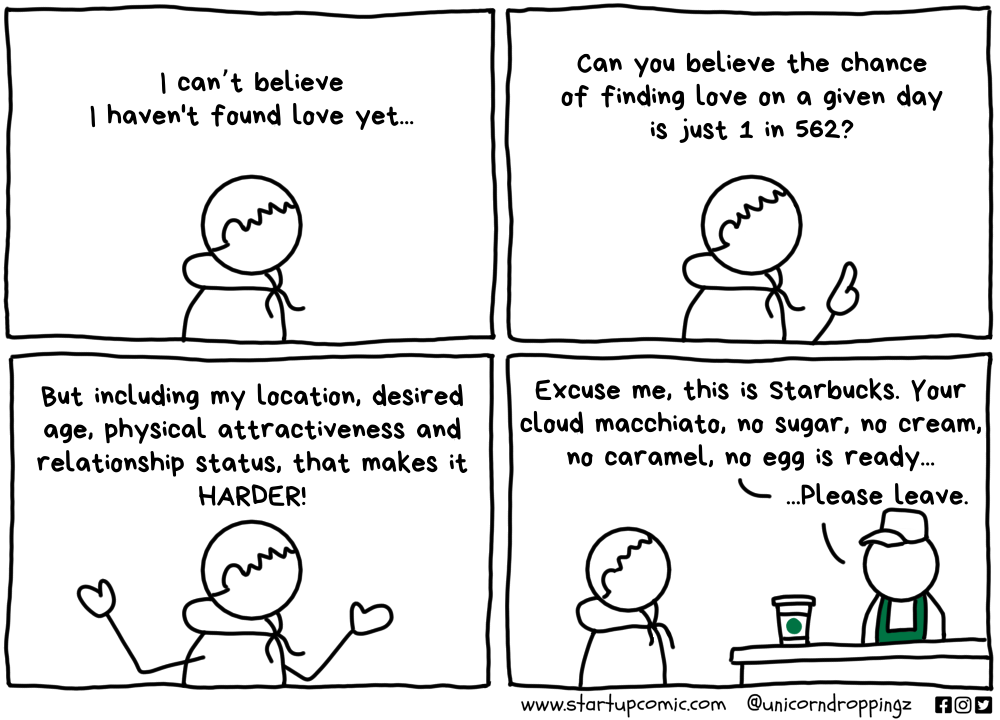 I can't believe
I haven't found love yet...
Can you believe the chance
of finding love on a given day
is just 1 in 562?
But including my location, desired
age, physical attractiveness and
relationship status, that makes it
HARDER!
Excuse me, this is Starbucks. Your
cloud macchiato, no sugar, no cream,
no caramel, no egg is ready...
...Please leave.
www.startupcomic.com @unicorndroppingz